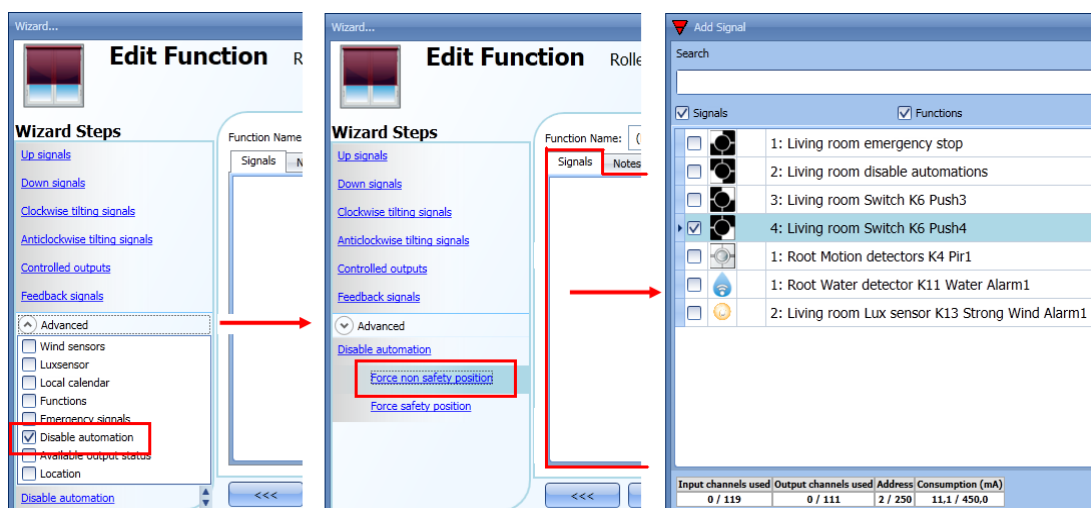 Wizard...
Edit Function R
Wizard Steps
Up signals
Down signals
Clockwise tilting signals
Anticlockwise tilting signals
Controlled outputs
Feedback signals
Advanced
Wind sensors
Luxsensor
Local calendar
Functions
Emergency signals
Disable automation
Available output status
Location
Disable automation
Function Name
Signals N
<<<
Wizard...
Edit Function Rolle
Wizard Steps
Up signals
Down signals
Clockwise tilting signals
Anticlockwise tilting signals
Controlled outputs
Feedback signals
Advanced
Disable automation
Force non safety position
Force safety position
Function Name: (
Signals Notes
<<<
Add Signal
Search
Signals Functions
1: Living room emergency stop
2: Living room disable automations
3: Living room Switch K6 Push3
4: Living room Switch K6 Push4
1: Root Motion detectors K4 Pir1
1: Root Water detector K11 Water Alarm1
2: Living room Lux sensor K13 Strong Wind Alarm1
Input channels used Output channels used Address Consumption (mA)
0 / 119 0 / 111 2 / 250 11,1 / 450,0